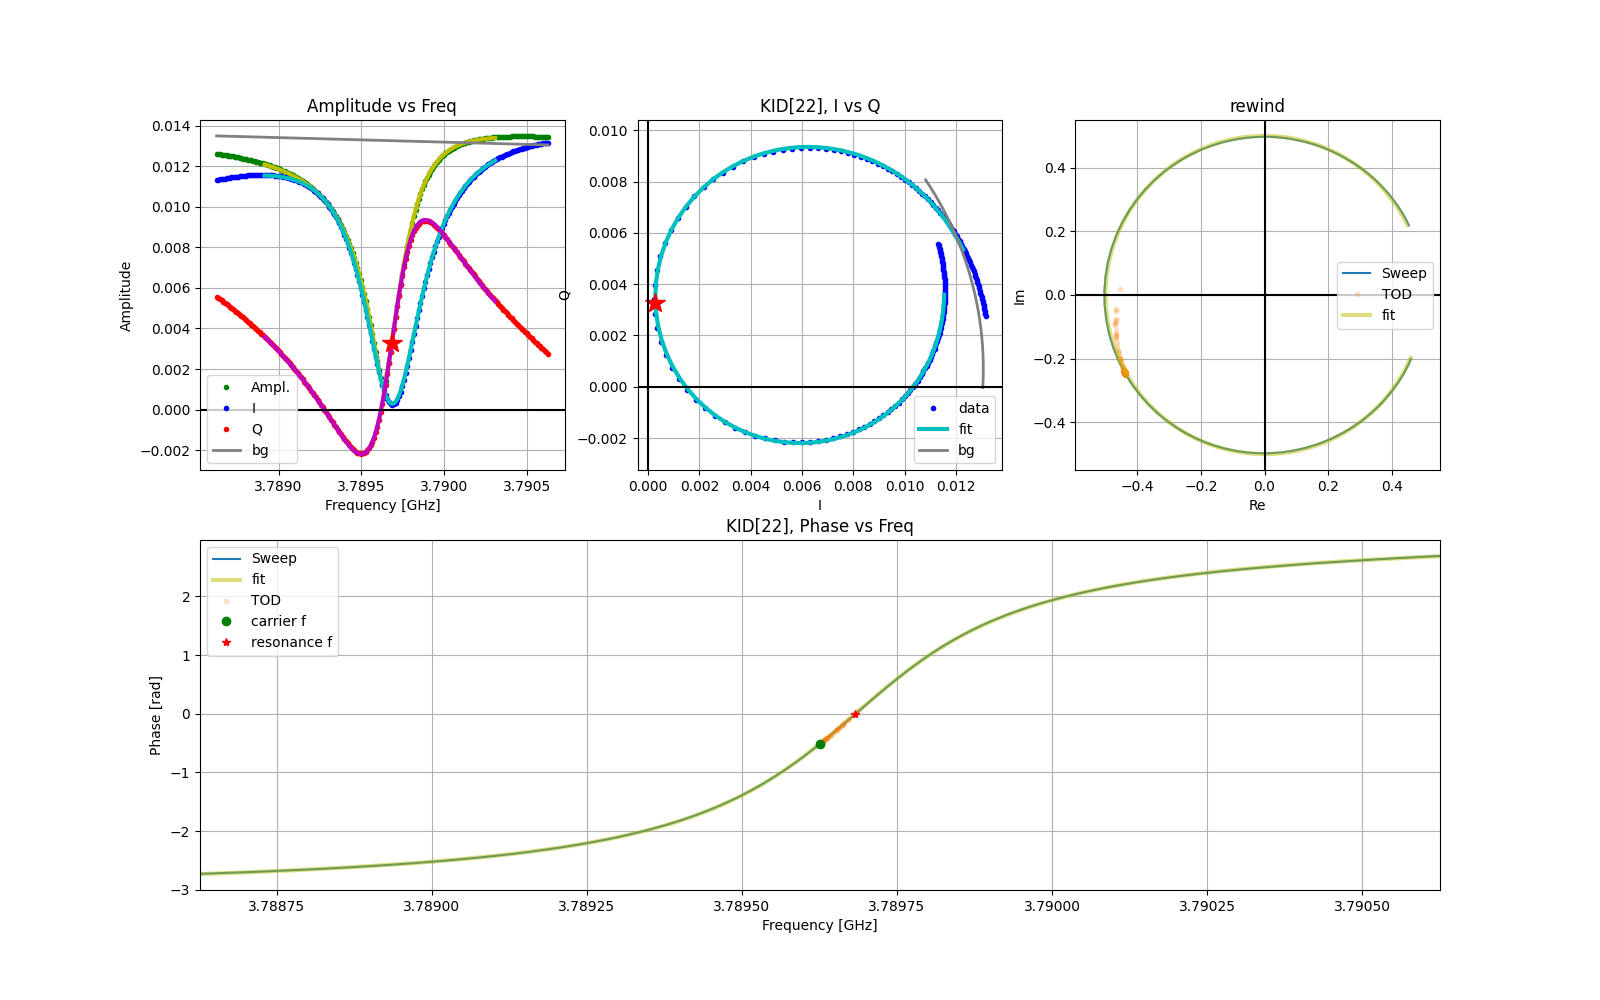 Amplitude vs Freq
0.014
0.012
0.010
0.008
0.006
0.004
0.002
0.000
−0.002
Amplitude
Ampl.
I
Q
bg
3.7890
3.7895
3.7900
3.7905
Frequency [GHz]
KID[22], I vs Q
0.010
0.008
0.006
0.004
0.002
0.000
−0.002
Q
data
fit
bg
0.000
0.002
0.004
0.006
0.008
0.010
0.012
I
rewind
0.4
0.2
0.0
−0.2
−0.4
Im
Sweep
TOD
fit
−0.4
−0.2
0.0
0.2
0.4
Re
KID[22], Phase vs Freq
Sweep
fit
TOD
carrier f
resonance f
2
1
0
−1
−2
−3
Phase [rad]
3.78875
3.78900
3.78925
3.78950
3.78975
3.79000
3.79025
3.79050
Frequency [GHz]